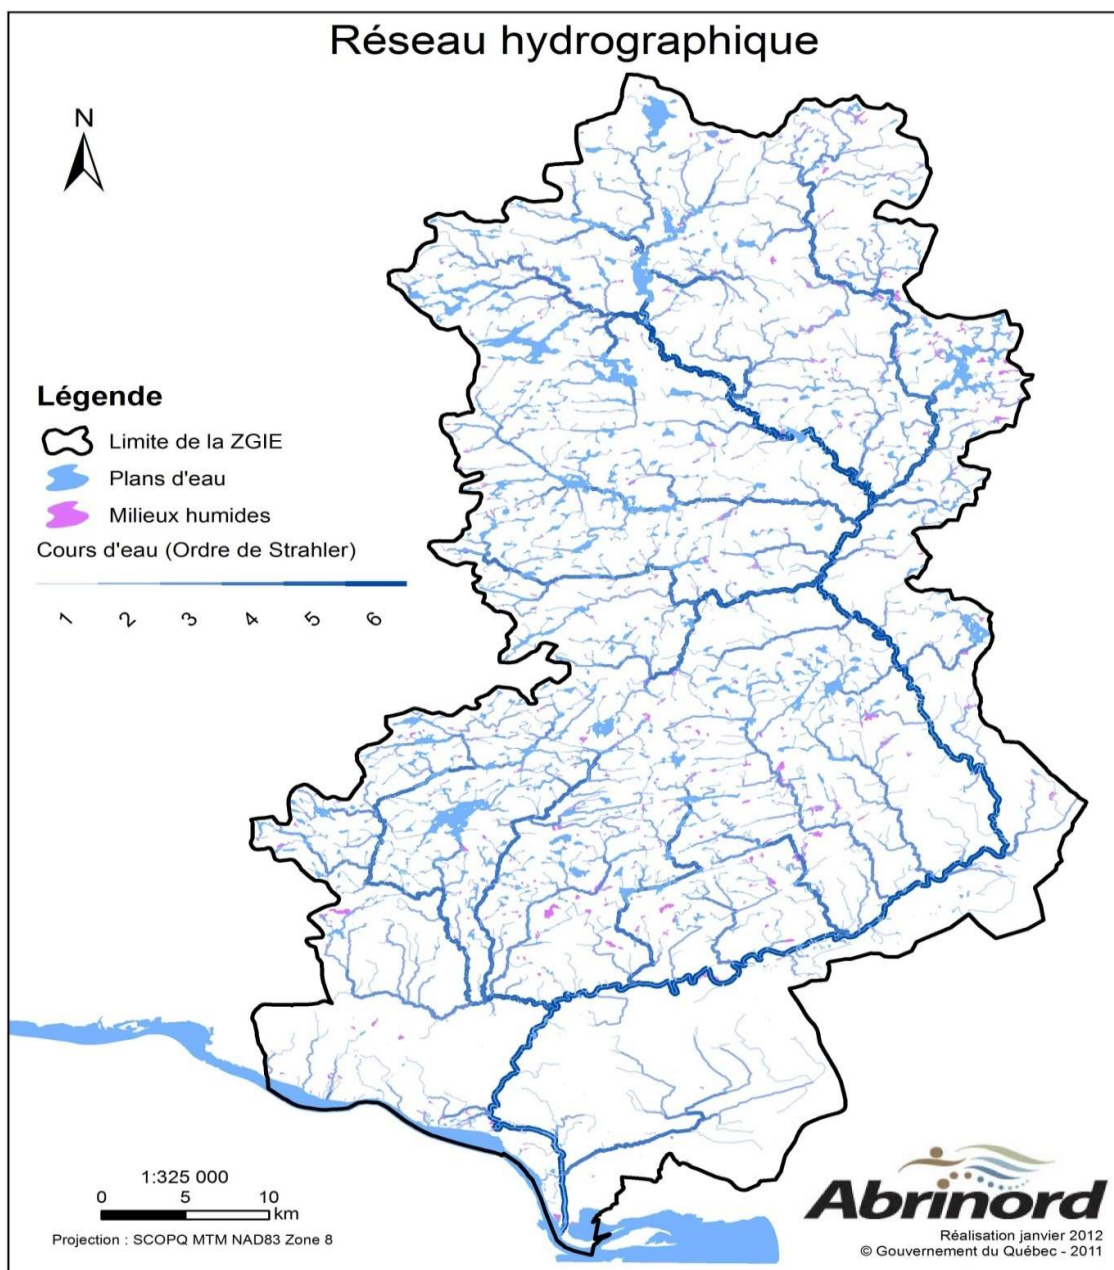 Réseau hydrographique
N
Légende
Limite de la ZGIE
Plans d'eau
Milieux humides
Cours d'eau (Ordre de Strahler)
1 2 3 4 5 6
1:325 000
0 5 10
km
Projection : SCOPQ MTM NAD83 Zone 8
Abrinord
Réalisation janvier 2012
© Gouvernement du Québec - 2011